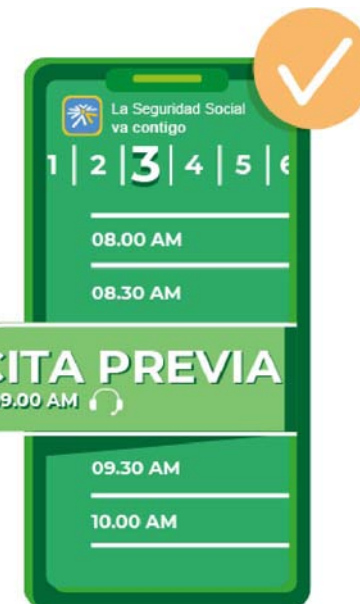 La Seguridad Social
va contigo
1 | 2 | 3 | 4 | 5 | 6
08.00 AM
08.30 AM
CITA PREVIA
9.00 AM
09.30 AM
10.00 AM